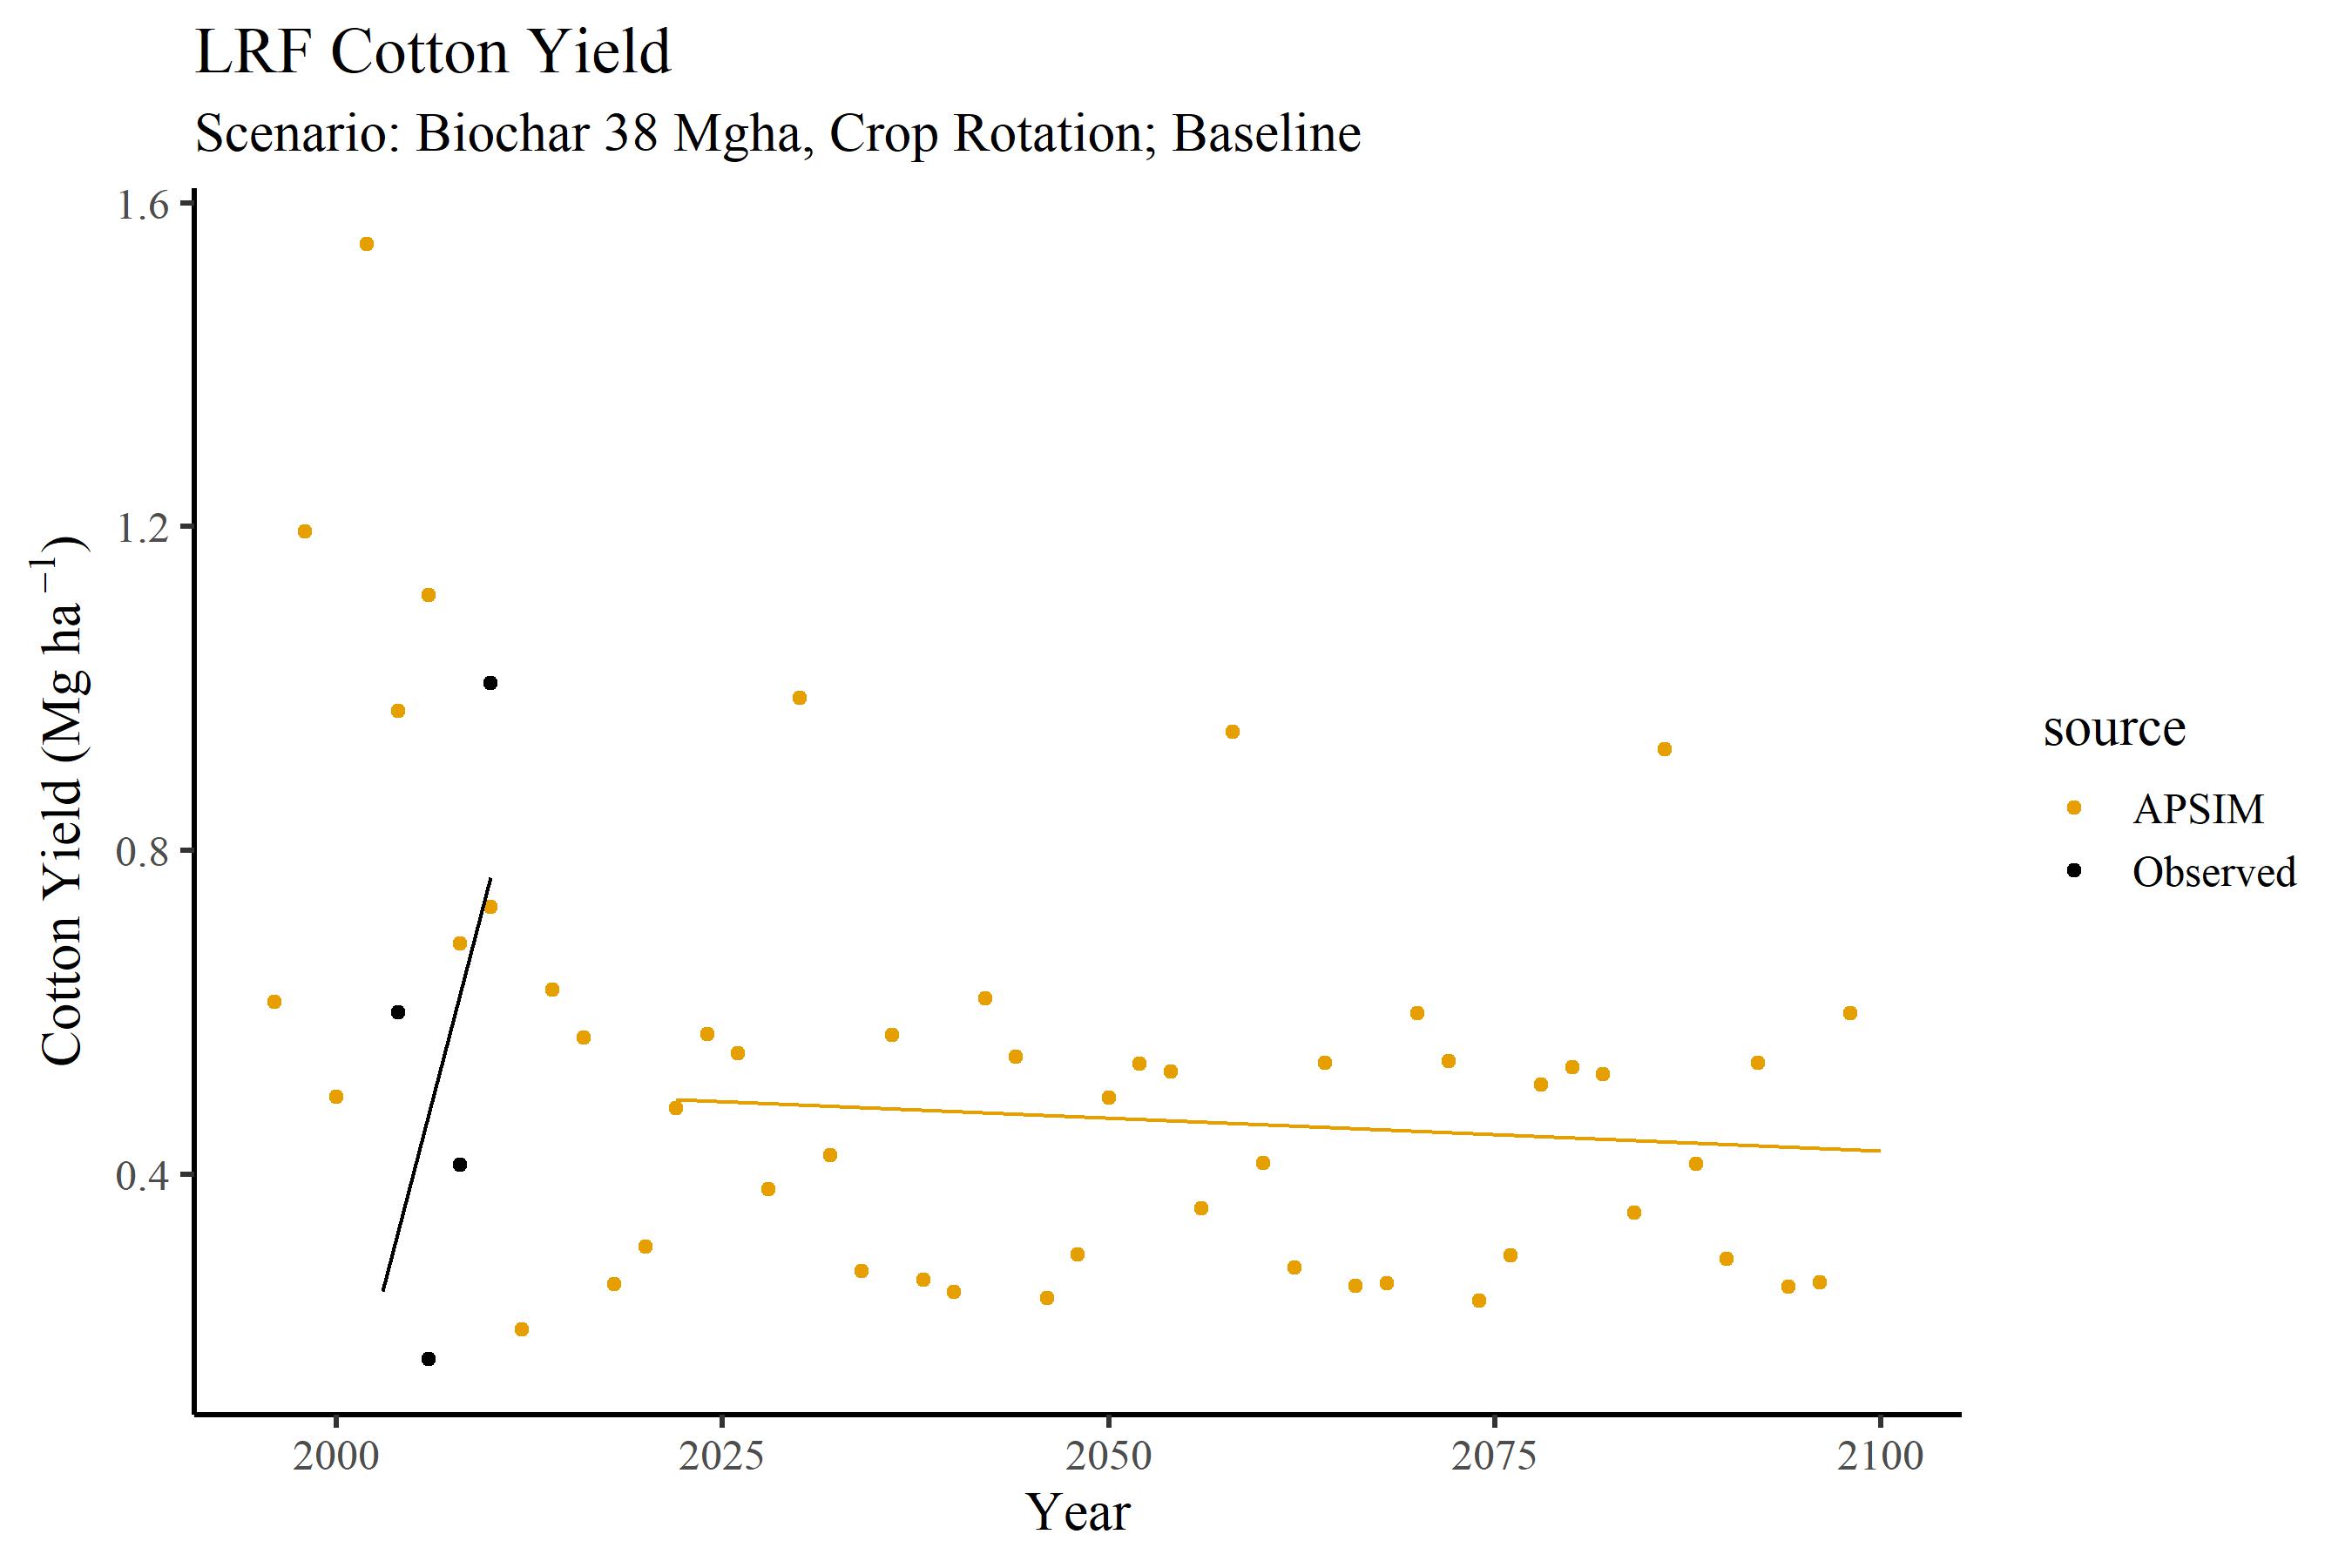 LRF Cotton Yield
Scenario: Biochar 38 Mgha, Crop Rotation; Baseline
1.6
1.2
0.8
0.4
Cotton Yield (Mg ha⁻¹)
2000
2025
2050
2075
2100
Year
source
APSIM
Observed